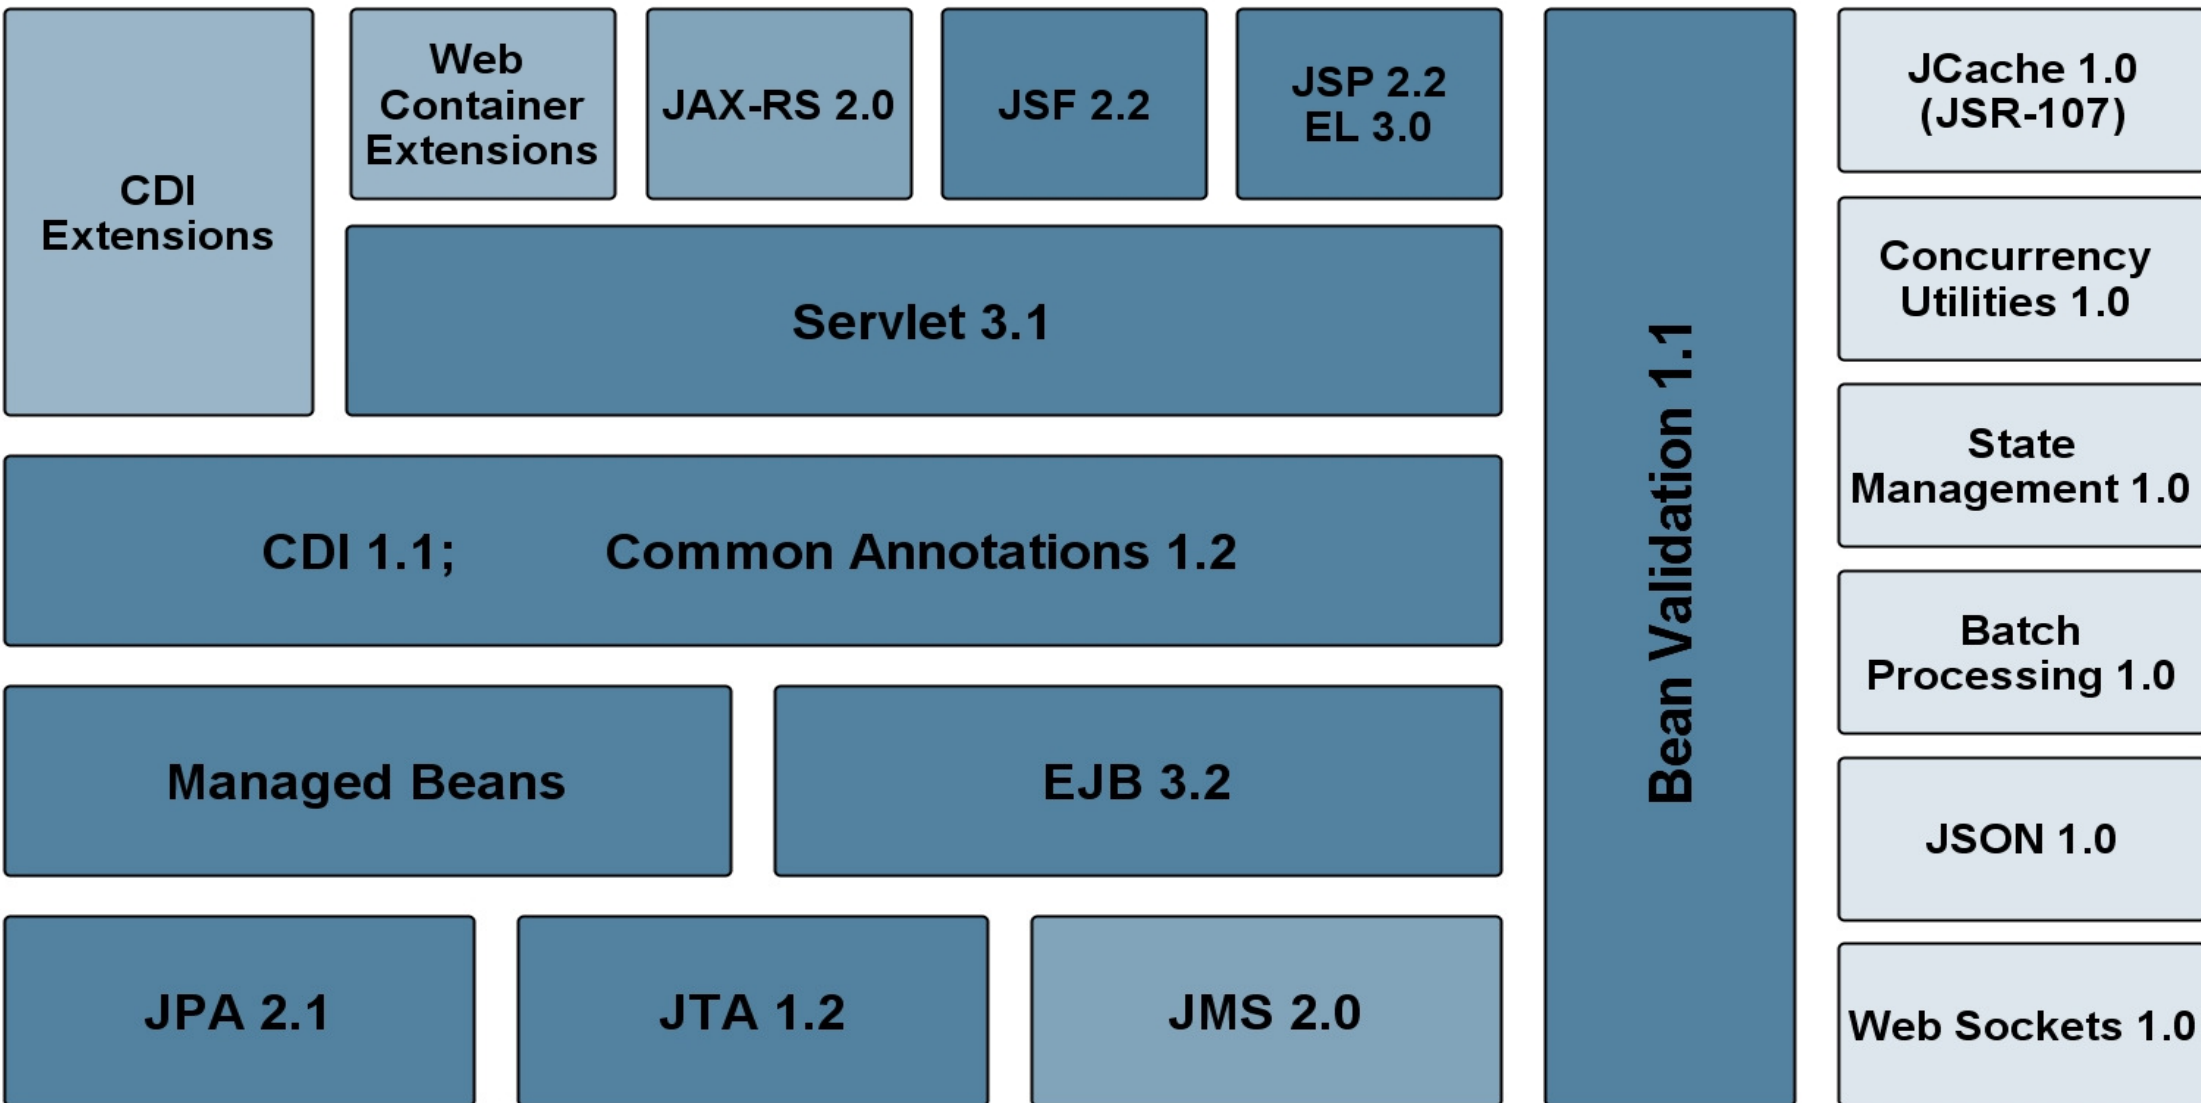 CDI
Extensions
Web
Container
Extensions
JAX-RS 2.0
JSF 2.2
JSP 2.2
EL 3.0
Servlet 3.1
CDI 1.1; Common Annotations 1.2
Managed Beans
EJB 3.2
JPA 2.1
JTA 1.2
JMS 2.0
Bean Validation 1.1
JCache 1.0
(JSR-107)
Concurrency
Utilities 1.0
State
Management 1.0
Batch
Processing 1.0
JSON 1.0
Web Sockets 1.0